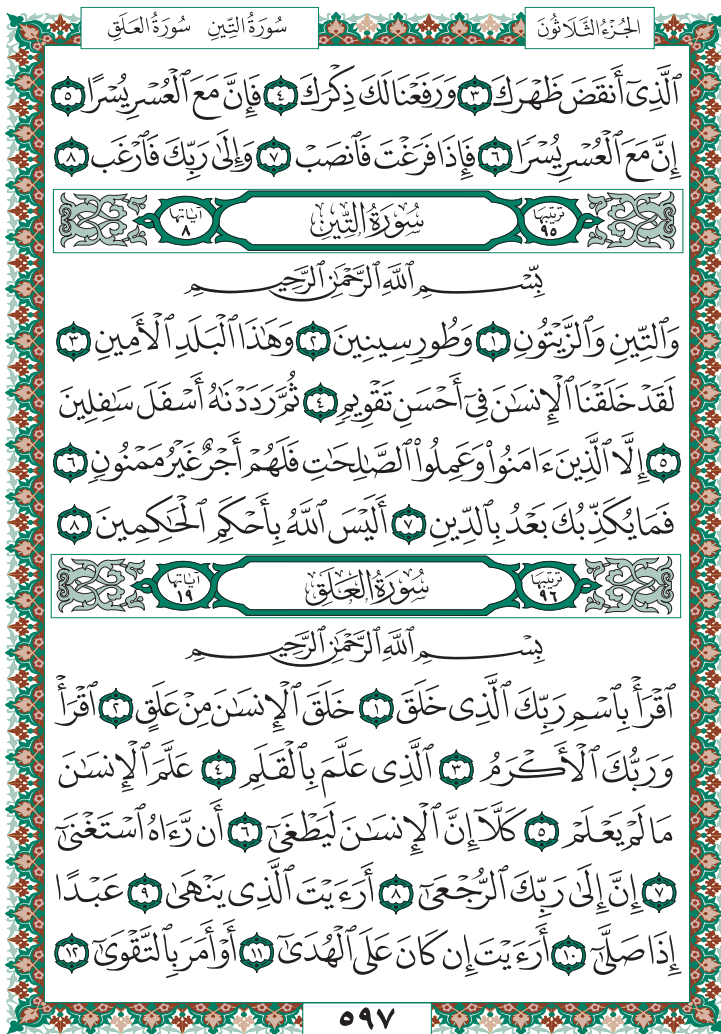 الجُزْءُ الثَّلَاثُونَ
سُورَةُ التِّينِ سُورَةُ العَلَقِ
ٱلَّذِىٓ أَنقَضَ ظَهْرَكَ ٣ وَرَفَعْنَا لَكَ ذِكْرَكَ ٤ فَإِنَّ مَعَ ٱلْعُسْرِ يُسْرًا ٥
إِنَّ مَعَ ٱلْعُسْرِ يُسْرًا ٦ فَإِذَا فَرَغْتَ فَٱنصَبْ ٧ وَإِلَىٰ رَبِّكَ فَٱرْغَب ٨
ترتيبها ٩٥ سُورَةُ التِّينِ آياتها ٨
بِّسْمِ ٱللَّهِ ٱلرَّحْمَٰنِ ٱلرَّحِيمِ
وَٱلتِّينِ وَٱلزَّيْتُونِ ١ وَطُورِ سِينِينَ ٢ وَهَٰذَا ٱلْبَلَدِ ٱلْأَمِينِ ٣
لَقَدْ خَلَقْنَا ٱلْإِنسَٰنَ فِىٓ أَحْسَنِ تَقْوِيمٍ ٤ ثُمَّ رَدَدْنَٰهُ أَسْفَلَ سَٰفِلِينَ
٥ إِلَّا ٱلَّذِينَ ءَامَنُوا۟ وَعَمِلُوا۟ ٱلصَّٰلِحَٰتِ فَلَهُمْ أَجْرٌ غَيْرُ مَمْنُونٍ ٦
فَمَا يُكَذِّبُكَ بَعْدُ بِٱلدِّينِ ٧ أَلَيْسَ ٱللَّهُ بِأَحْكَمِ ٱلْحَٰكِمِينَ ٨
ترتيبها ٩٦ سُورَةُ العَلَقِ آياتها ١٩
بِسْمِ ٱللَّهِ ٱلرَّحْمَٰنِ ٱلرَّحِيمِ
ٱقْرَأْ بِٱسْمِ رَبِّكَ ٱلَّذِى خَلَقَ ١ خَلَقَ ٱلْإِنسَٰنَ مِنْ عَلَقٍ ٢ ٱقْرَأْ
وَرَبُّكَ ٱلْأَكْرَمُ ٣ ٱلَّذِى عَلَّمَ بِٱلْقَلَمِ ٤ عَلَّمَ ٱلْإِنسَٰنَ
مَا لَمْ يَعْلَمْ ٥ كَلَّآ إِنَّ ٱلْإِنسَٰنَ لَيَطْغَىٰٓ ٦ أَن رَّءَاهُ ٱسْتَغْنَىٰٓ
٧ إِنَّ إِلَىٰ رَبِّكَ ٱلرُّجْعَىٰٓ ٨ أَرَءَيْتَ ٱلَّذِى يَنْهَىٰ ٩ عَبْدًا
إِذَا صَلَّىٰٓ ١٠ أَرَءَيْتَ إِن كَانَ عَلَى ٱلْهُدَىٰٓ ١١ أَوْ أَمَرَ بِٱلتَّقْوَىٰٓ ١٢
٥٩٧